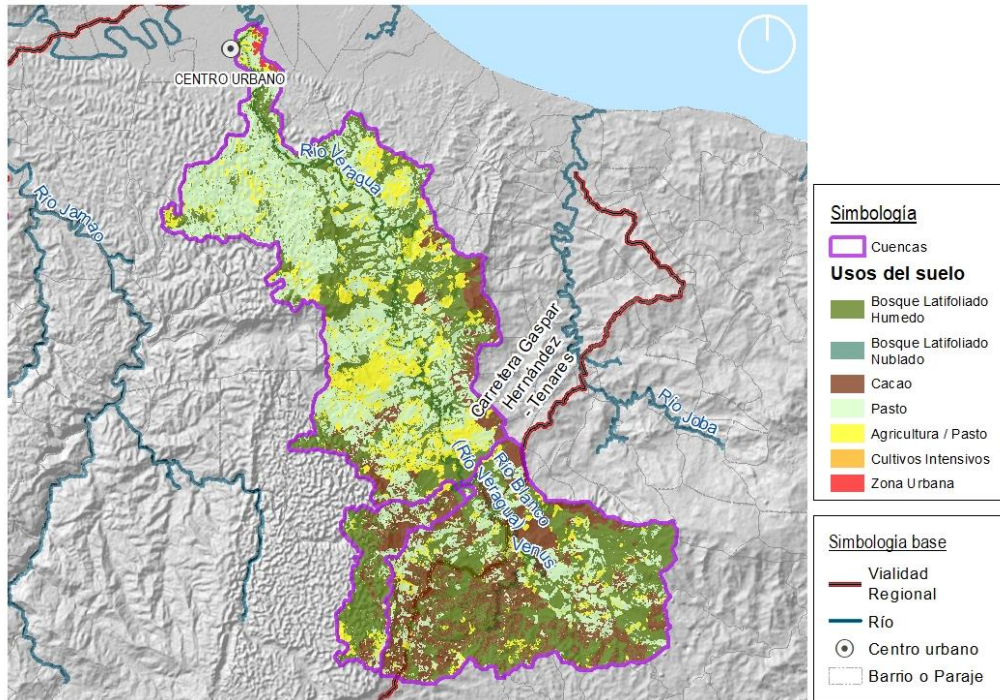 CENTRO URBANO
Río Veragua
Río Jamao
Carretera Gaspar
Hernández
- Tenares
Río Joba
Río Blanco
(Río Veragua) Venus
Simbología
Cuencas
Usos del suelo
Bosque Latifoliado
Humedo
Bosque Latifoliado
Nublado
Cacao
Pasto
Agricultura / Pasto
Cultivos Intensivos
Zona Urbana
Simbología base
Vialidad
Regional
Río
Centro urbano
Barrio o Paraje